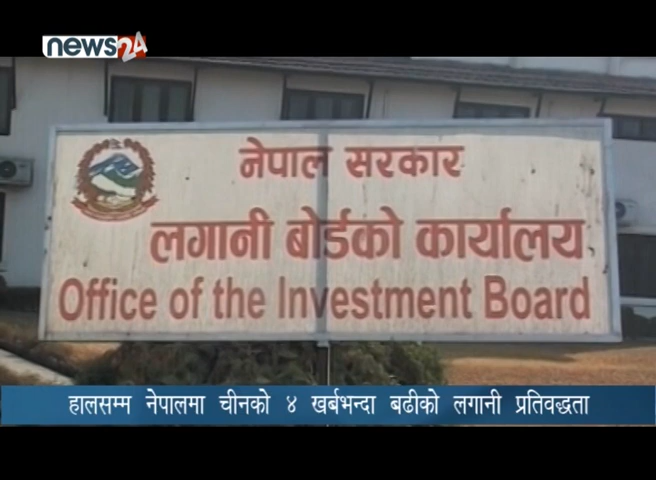 news24
नेपाल सरकार
लगानी बोर्डको कार्यालय
Office of the Investment Board
हालसम्म नेपालमा चीनको ४ खर्बभन्दा बढीको लगानी प्रतिवद्धता